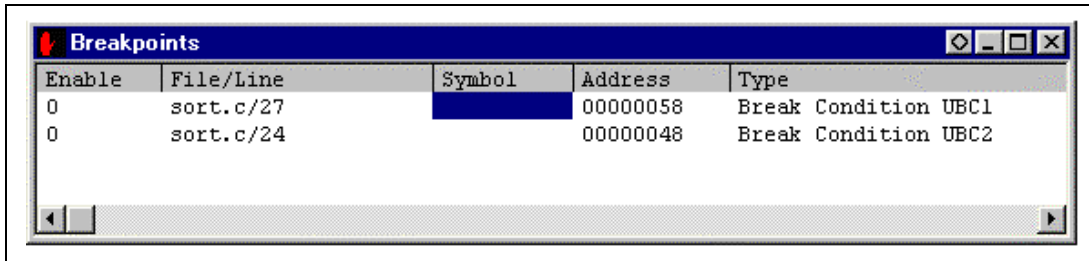 Breakpoints
Enable File/Line Symbol Address Type
0 sort.c/27 00000058 Break Condition UBC1
0 sort.c/24 00000048 Break Condition UBC2